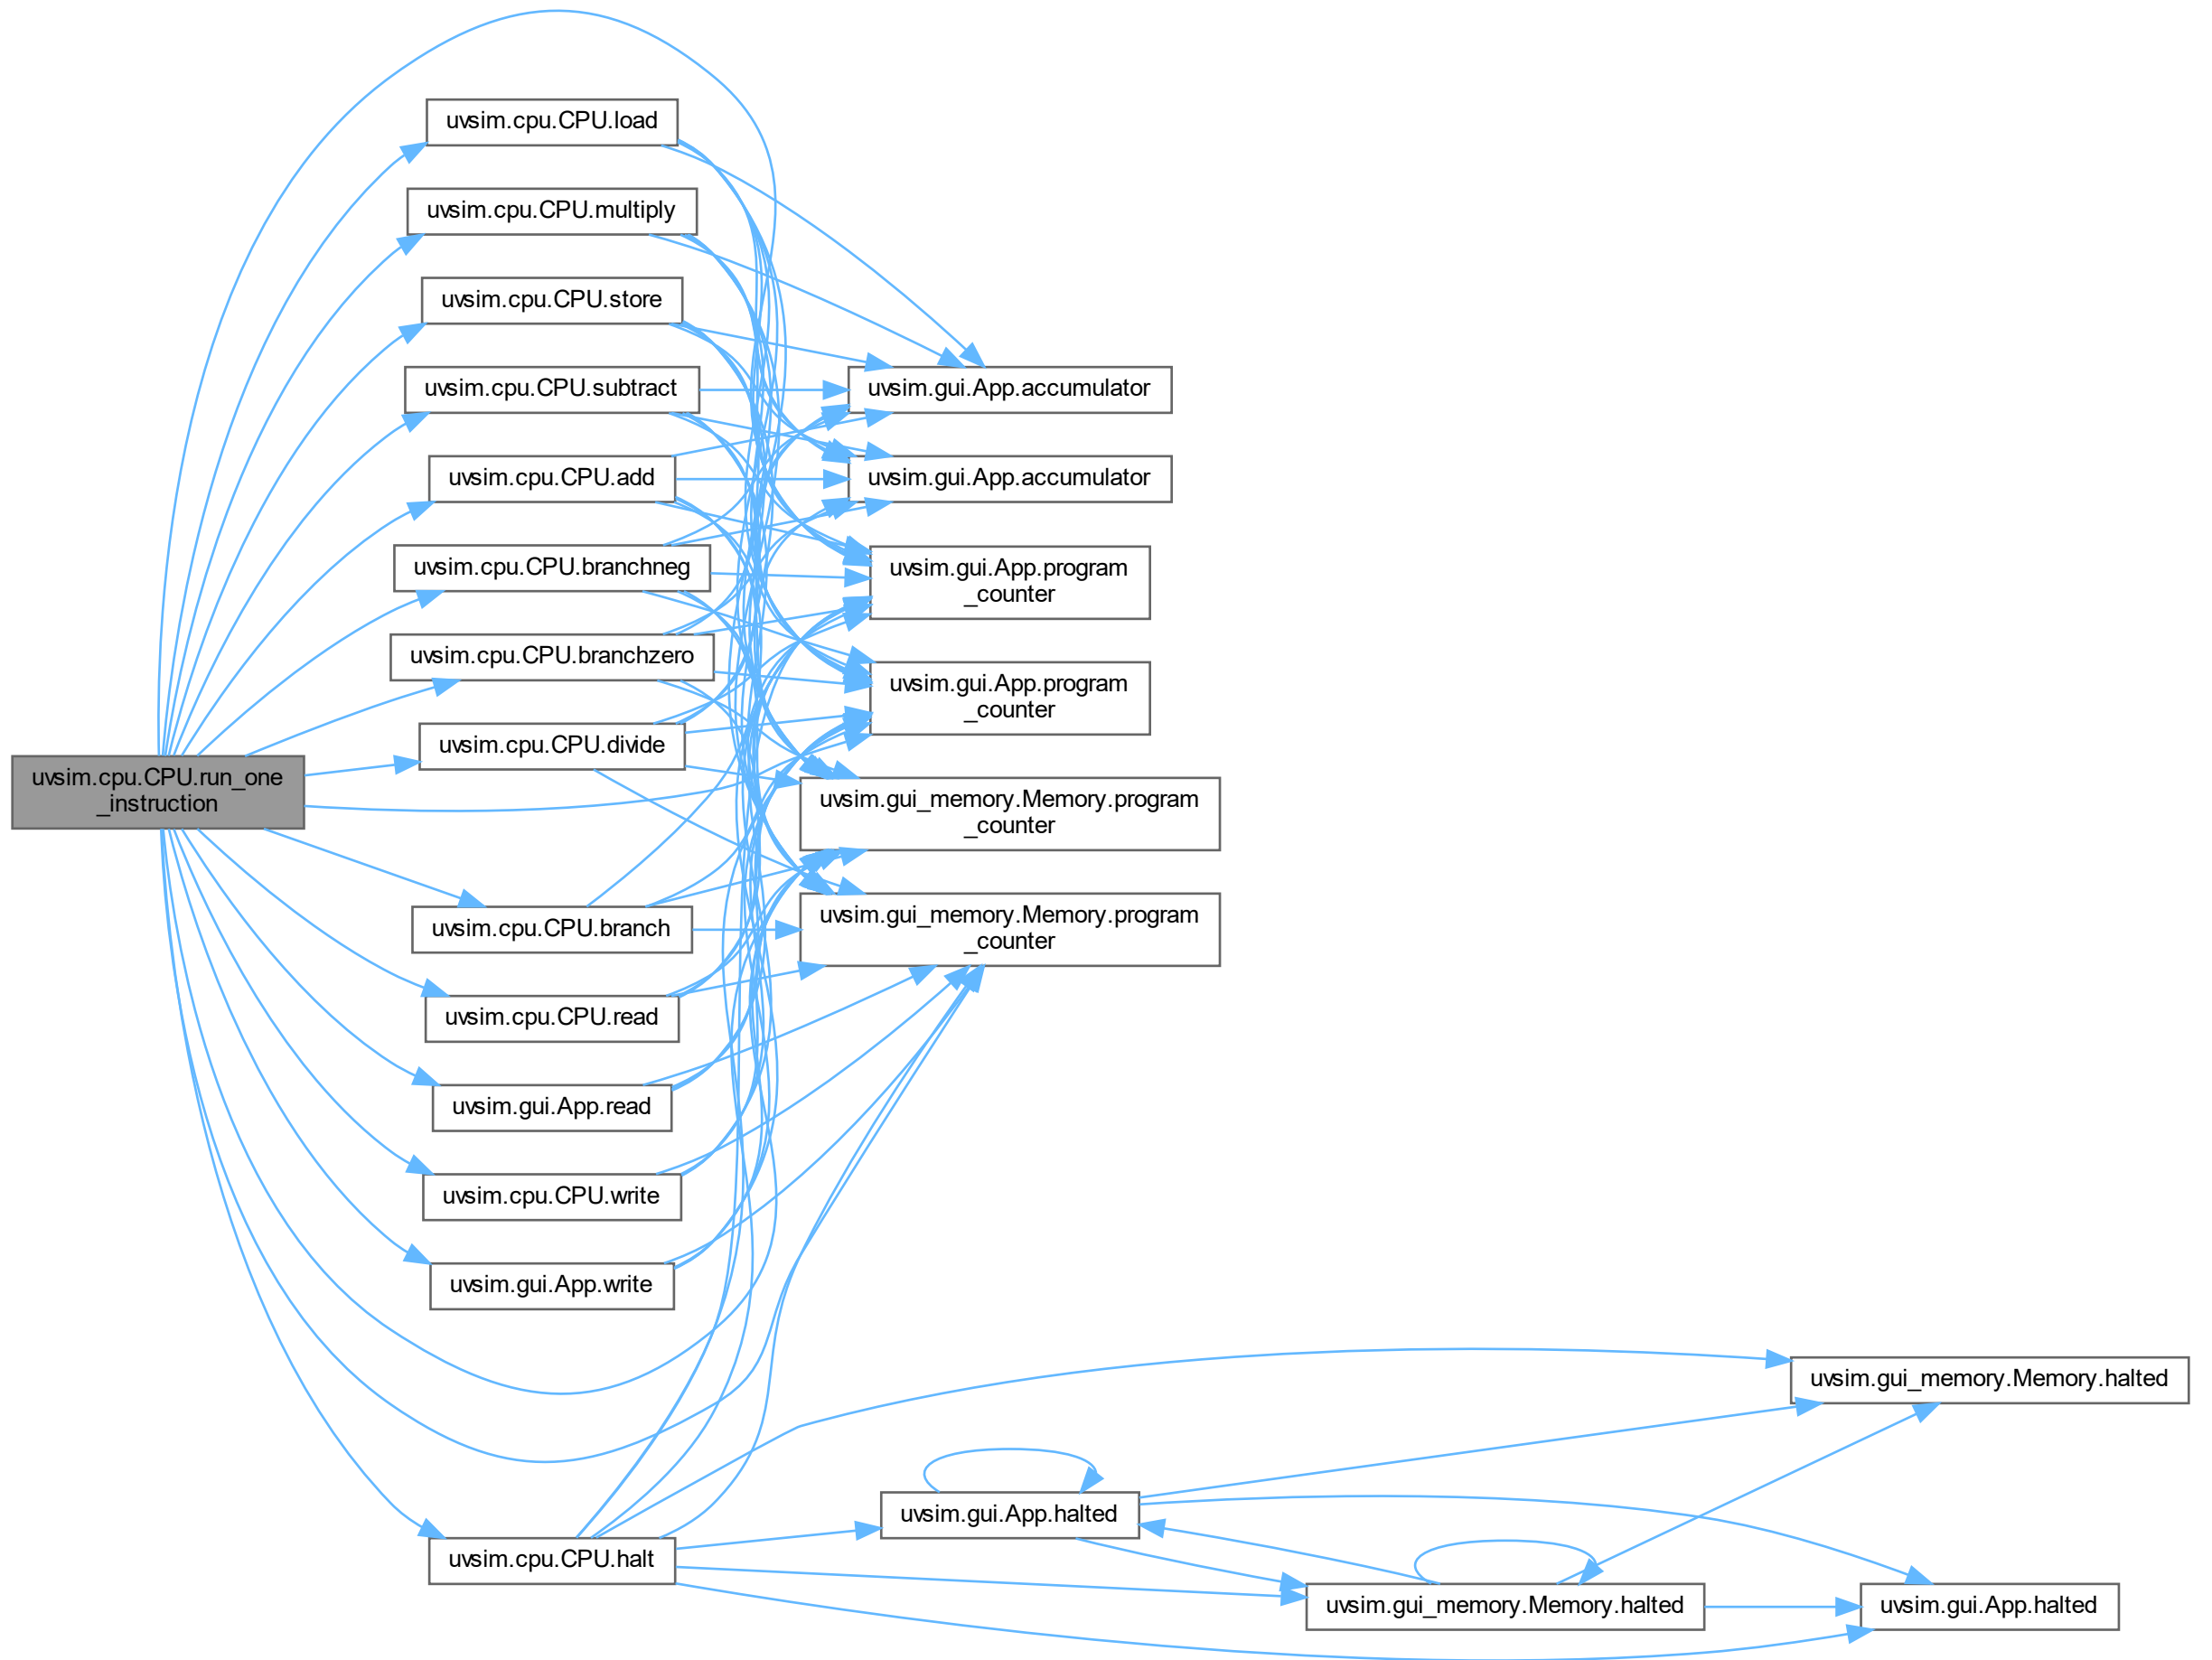 uvsim.cpu.CPU.run_one
_instruction
uvsim.cpu.CPU.load
uvsim.cpu.CPU.multiply
uvsim.cpu.CPU.store
uvsim.cpu.CPU.subtract
uvsim.cpu.CPU.add
uvsim.cpu.CPU.branchneg
uvsim.cpu.CPU.branchzero
uvsim.cpu.CPU.divide
uvsim.cpu.CPU.branch
uvsim.cpu.CPU.read
uvsim.gui.App.read
uvsim.cpu.CPU.write
uvsim.gui.App.write
uvsim.cpu.CPU.halt
uvsim.gui.App.accumulator
uvsim.gui.App.accumulator
uvsim.gui.App.program
_counter
uvsim.gui.App.program
_counter
uvsim.gui_memory.Memory.program
_counter
uvsim.gui_memory.Memory.program
_counter
uvsim.gui.App.halted
uvsim.gui_memory.Memory.halted
uvsim.gui_memory.Memory.halted
uvsim.gui.App.halted